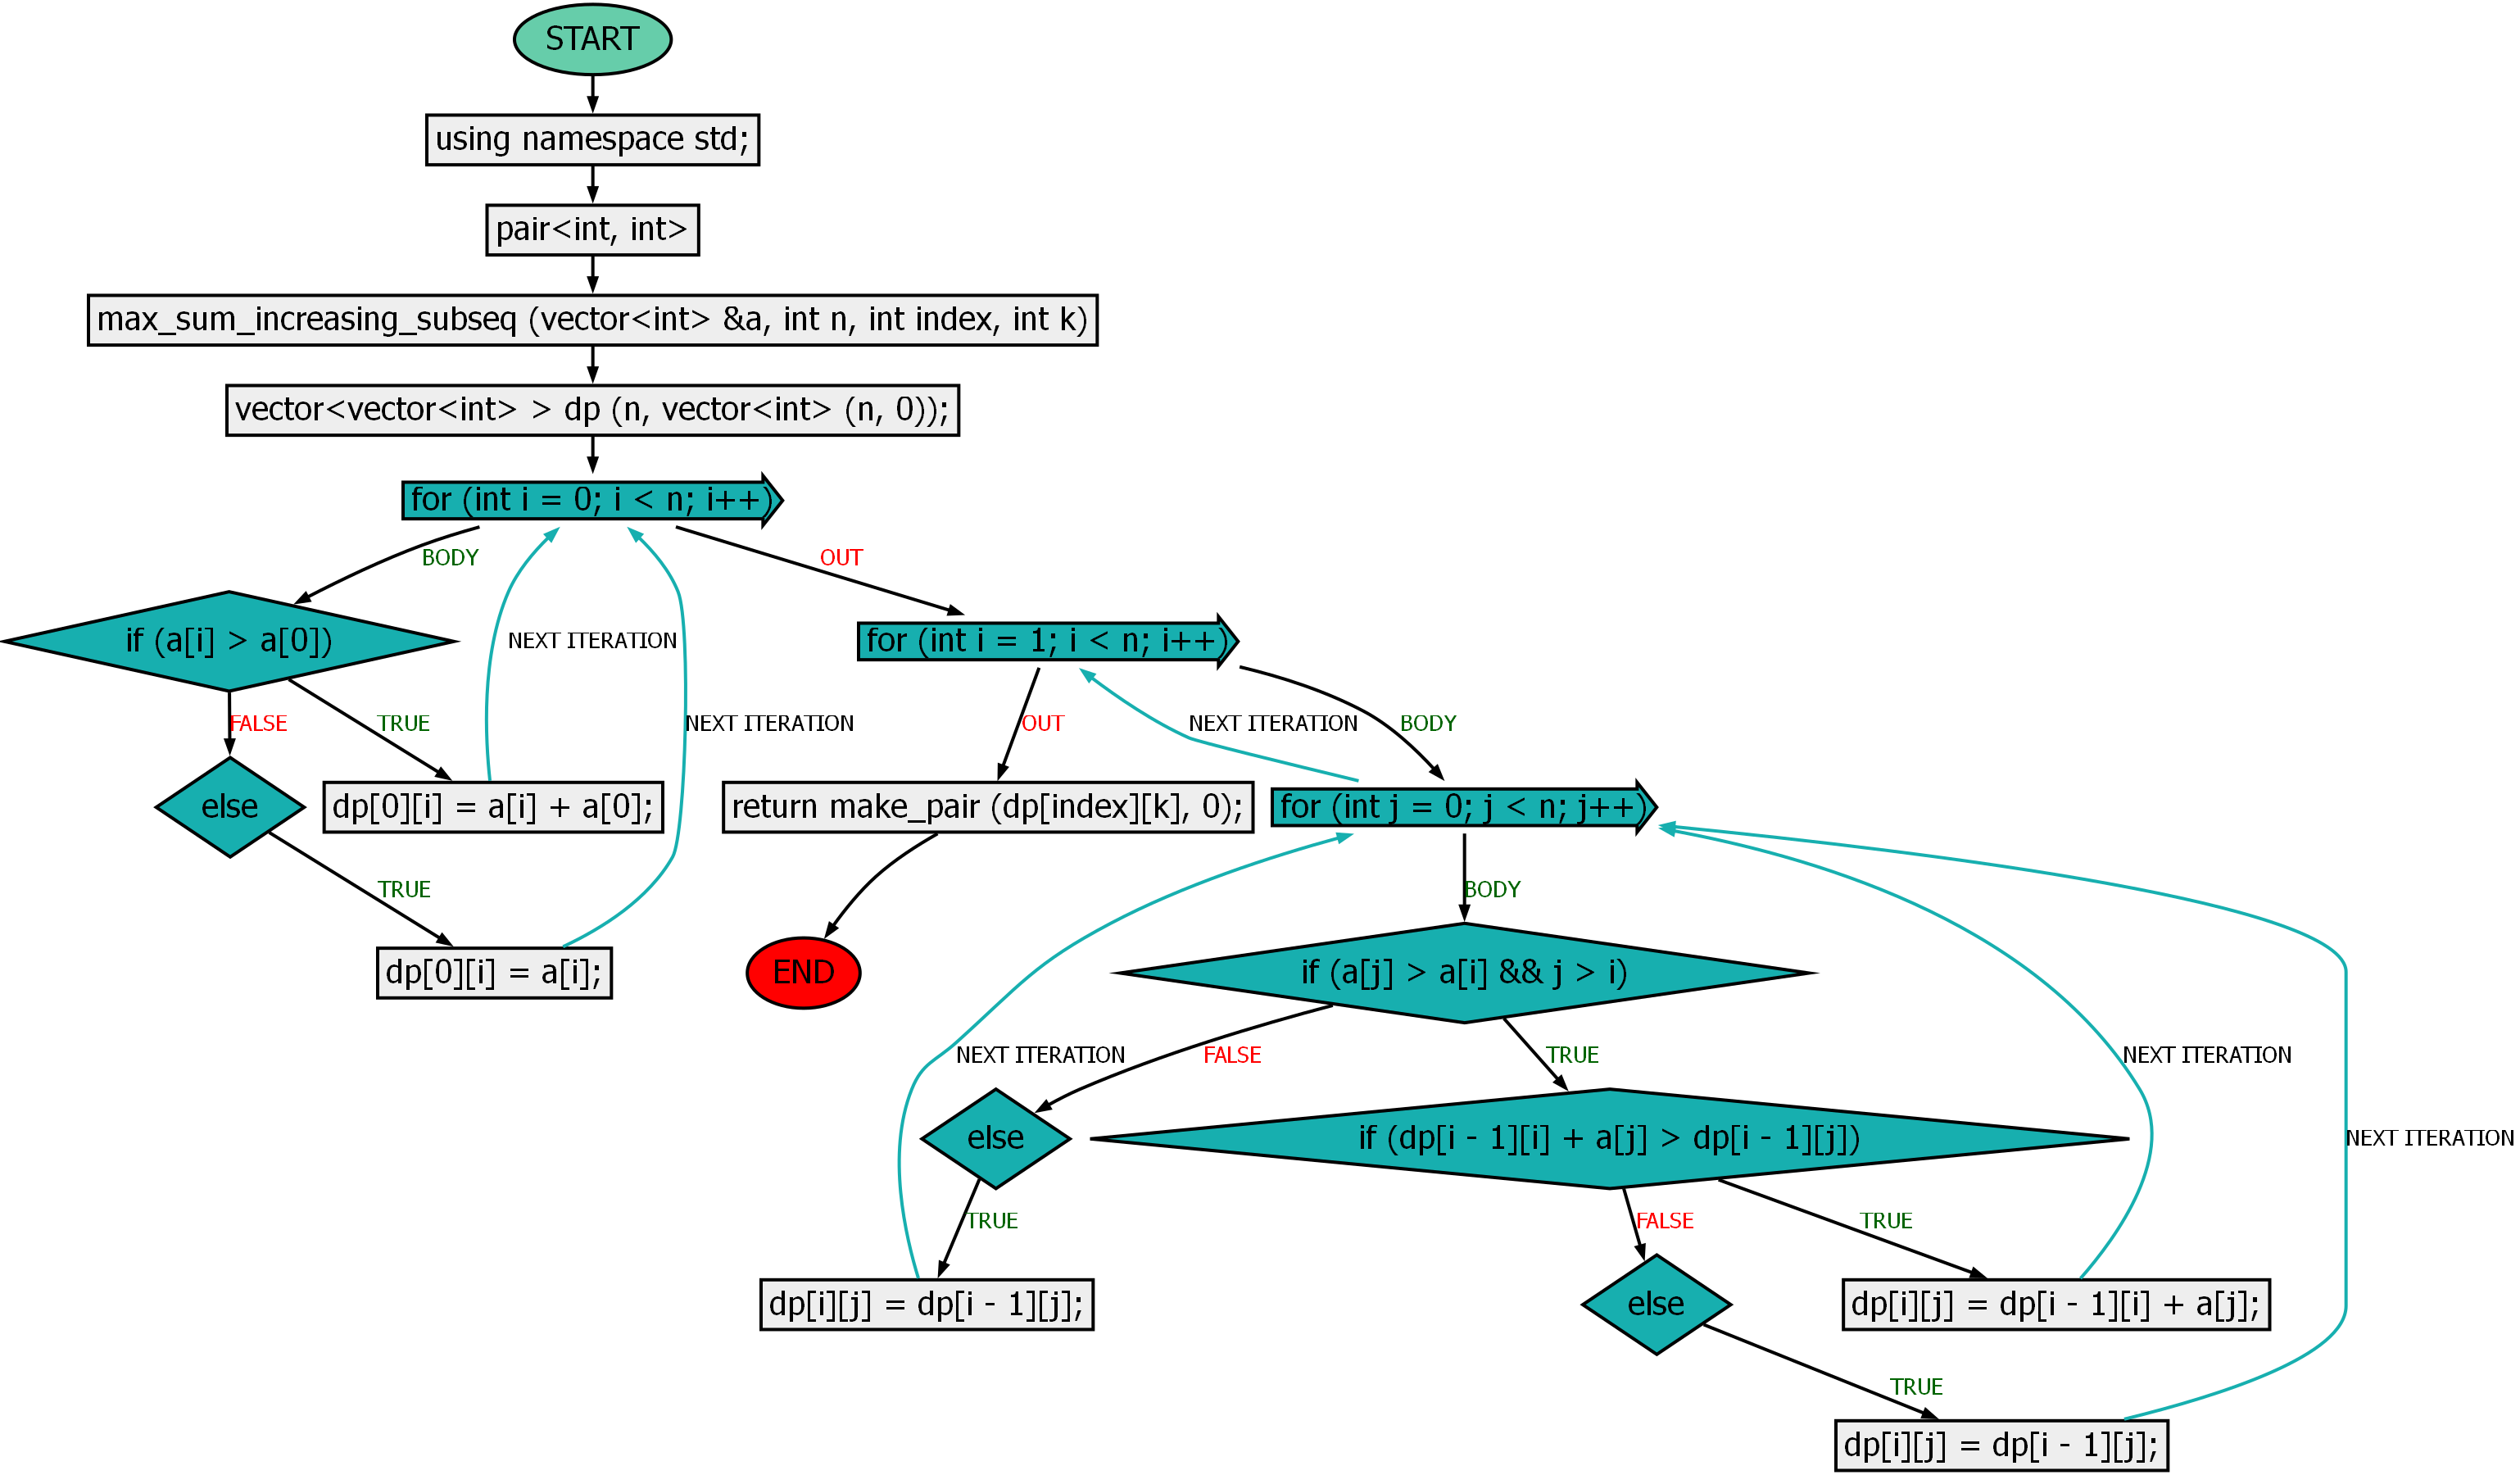 START
using namespace std;
pair<int, int>
max_sum_increasing_subseq (vector<int> &a, int n, int index, int k)
vector<vector<int> > dp (n, vector<int> (n, 0));
for (int i = 0; i < n; i++)
BODY
OUT
if (a[i] > a[0])
NEXT ITERATION
for (int i = 1; i < n; i++)
FALSE
TRUE
NEXT ITERATION
OUT
NEXT ITERATION
BODY
else
dp[0][i] = a[i] + a[0];
return make_pair (dp[index][k], 0);
for (int j = 0; j < n; j++)
TRUE
BODY
dp[0][i] = a[i];
END
if (a[j] > a[i] && j > i)
NEXT ITERATION
FALSE
TRUE
NEXT ITERATION
else
if (dp[i - 1][i] + a[j] > dp[i - 1][j])
NEXT ITERATION
TRUE
FALSE
TRUE
dp[i][j] = dp[i - 1][j];
else
dp[i][j] = dp[i - 1][i] + a[j];
TRUE
dp[i][j] = dp[i - 1][j];